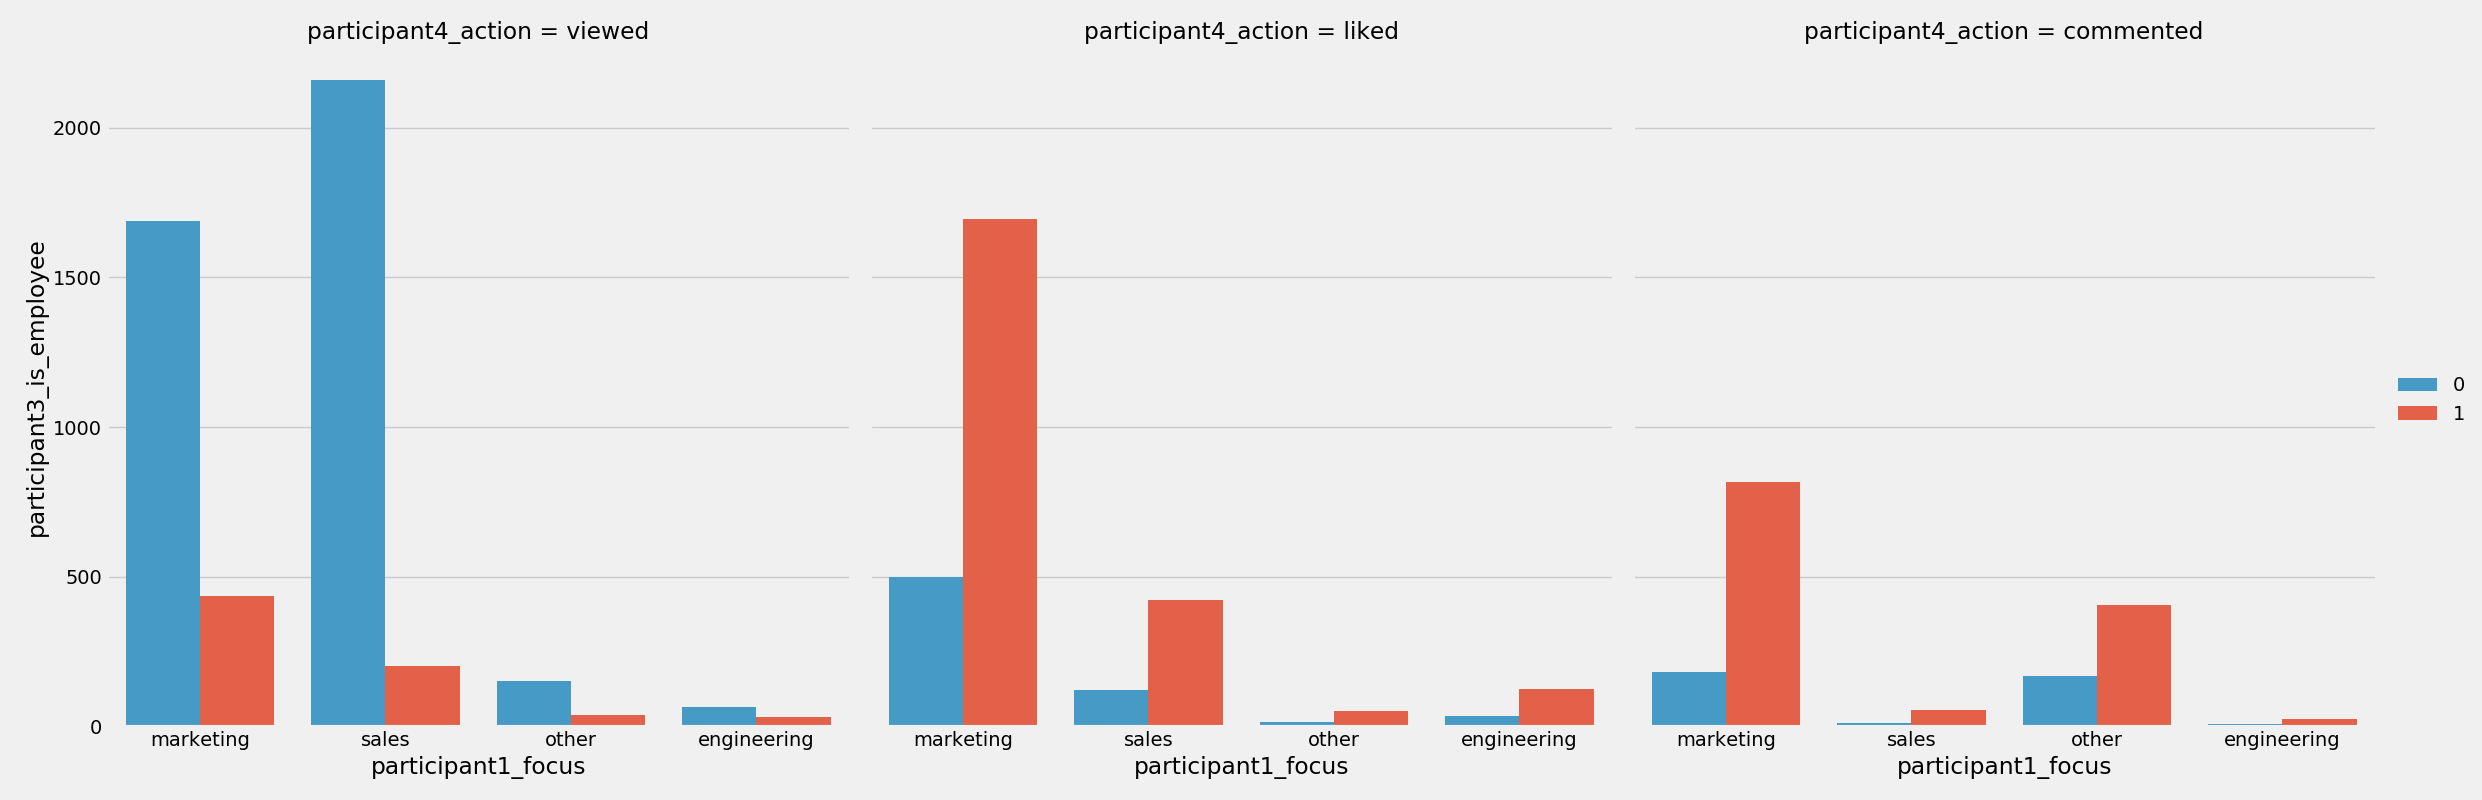 participant4_action = viewed
participant4_action = liked
participant4_action = commented
participant3_is_employee
2000
1500
1000
500
0
marketing sales other engineering
participant1_focus
marketing sales other engineering
participant1_focus
marketing sales other engineering
participant1_focus
0
1